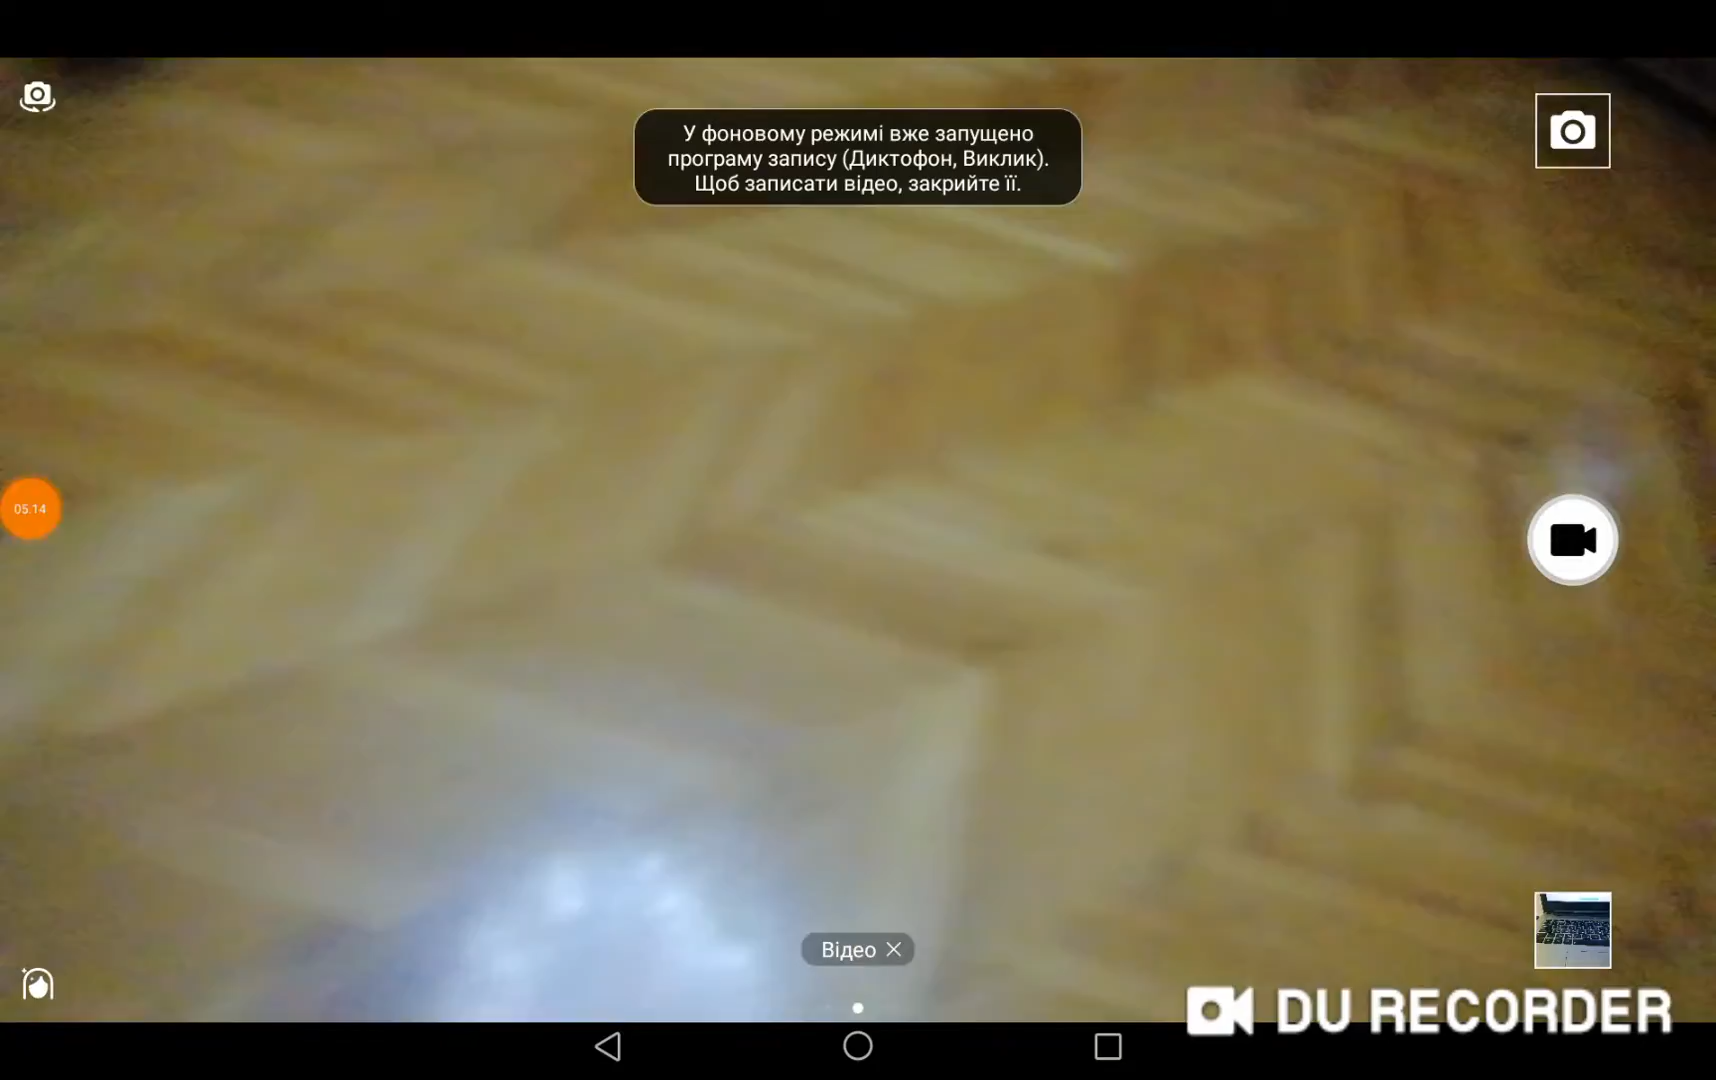 У фоновому режимі вже запущено
програму запису (Диктофон, Виклик).
Щоб записати відео, закрийте її.
05.14
Відео
DU RECORDER